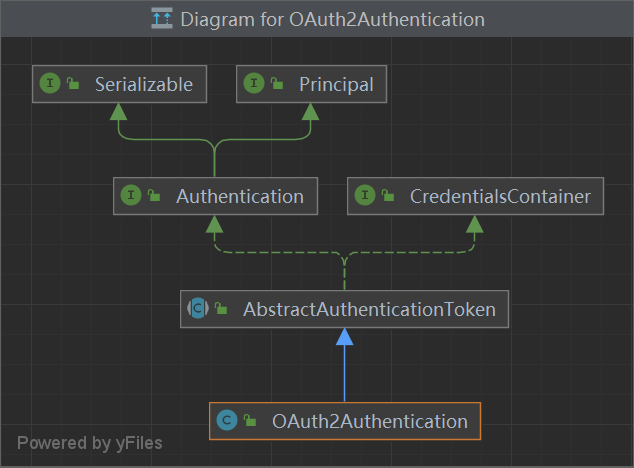 Diagram for OAuth2Authentication
I Serializable
I Principal
I Authentication
I CredentialsContainer
C AbstractAuthenticationToken
C OAuth2Authentication
Powered by yFiles